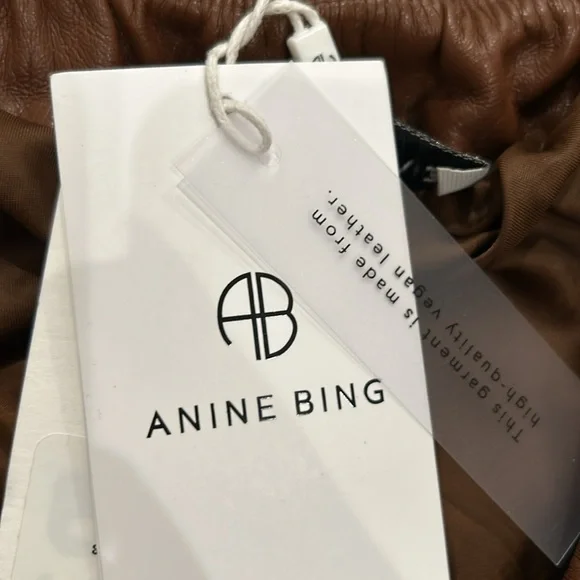 AB
ANINE BING
This garment is made from
high-quality vegan leather.